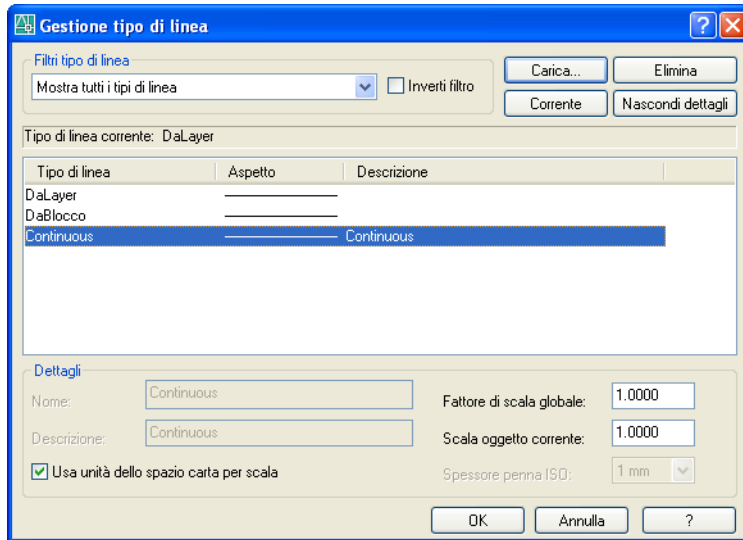 Gestione tipo di linea
Filtri tipo di linea
Mostra tutti i tipi di linea
Inverti filtro
Carica...
Elimina
Corrente
Nascondi dettagli
Tipo di linea corrente: DaLayer
Tipo di linea Aspetto Descrizione
DaLayer
DaBlocco
Continuous Continuous
Dettagli
Nome: Continuous
Fattore di scala globale: 1.0000
Descrizione: Continuous
Scala oggetto corrente: 1.0000
Usa unità dello spazio carta per scala
Spessore penna ISO: 1 mm
OK Annulla ?